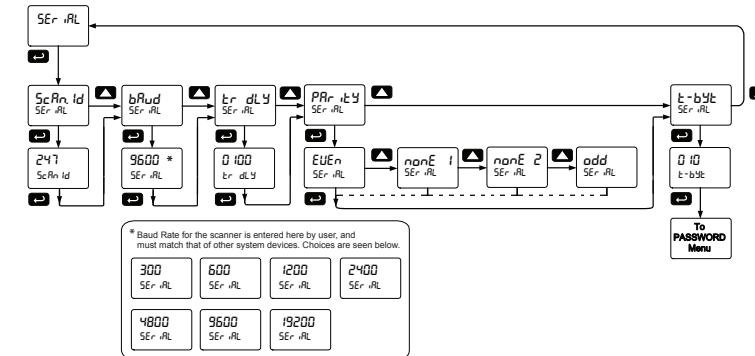 SEr iAL
ScAn. Id
SEr iAL
bAud
SEr iAL
tr dLY
SEr iAL
PAr itY
SEr iAL
t-bYt
SEr iAL
247
ScAn Id
9600 *
SEr iAL
0 100
tr dLY
EVEn
SEr iAL
nonE 1
SEr iAL
nonE 2
SEr iAL
odd
SEr iAL
0 10
t-bYt
To
PASSWORD
Menu
* Baud Rate for the scanner is entered here by user, and
must match that of other system devices. Choices are seen below.
300
SEr iAL
600
SEr iAL
1200
SEr iAL
2400
SEr iAL
4800
SEr iAL
9600
SEr iAL
19200
SEr iAL